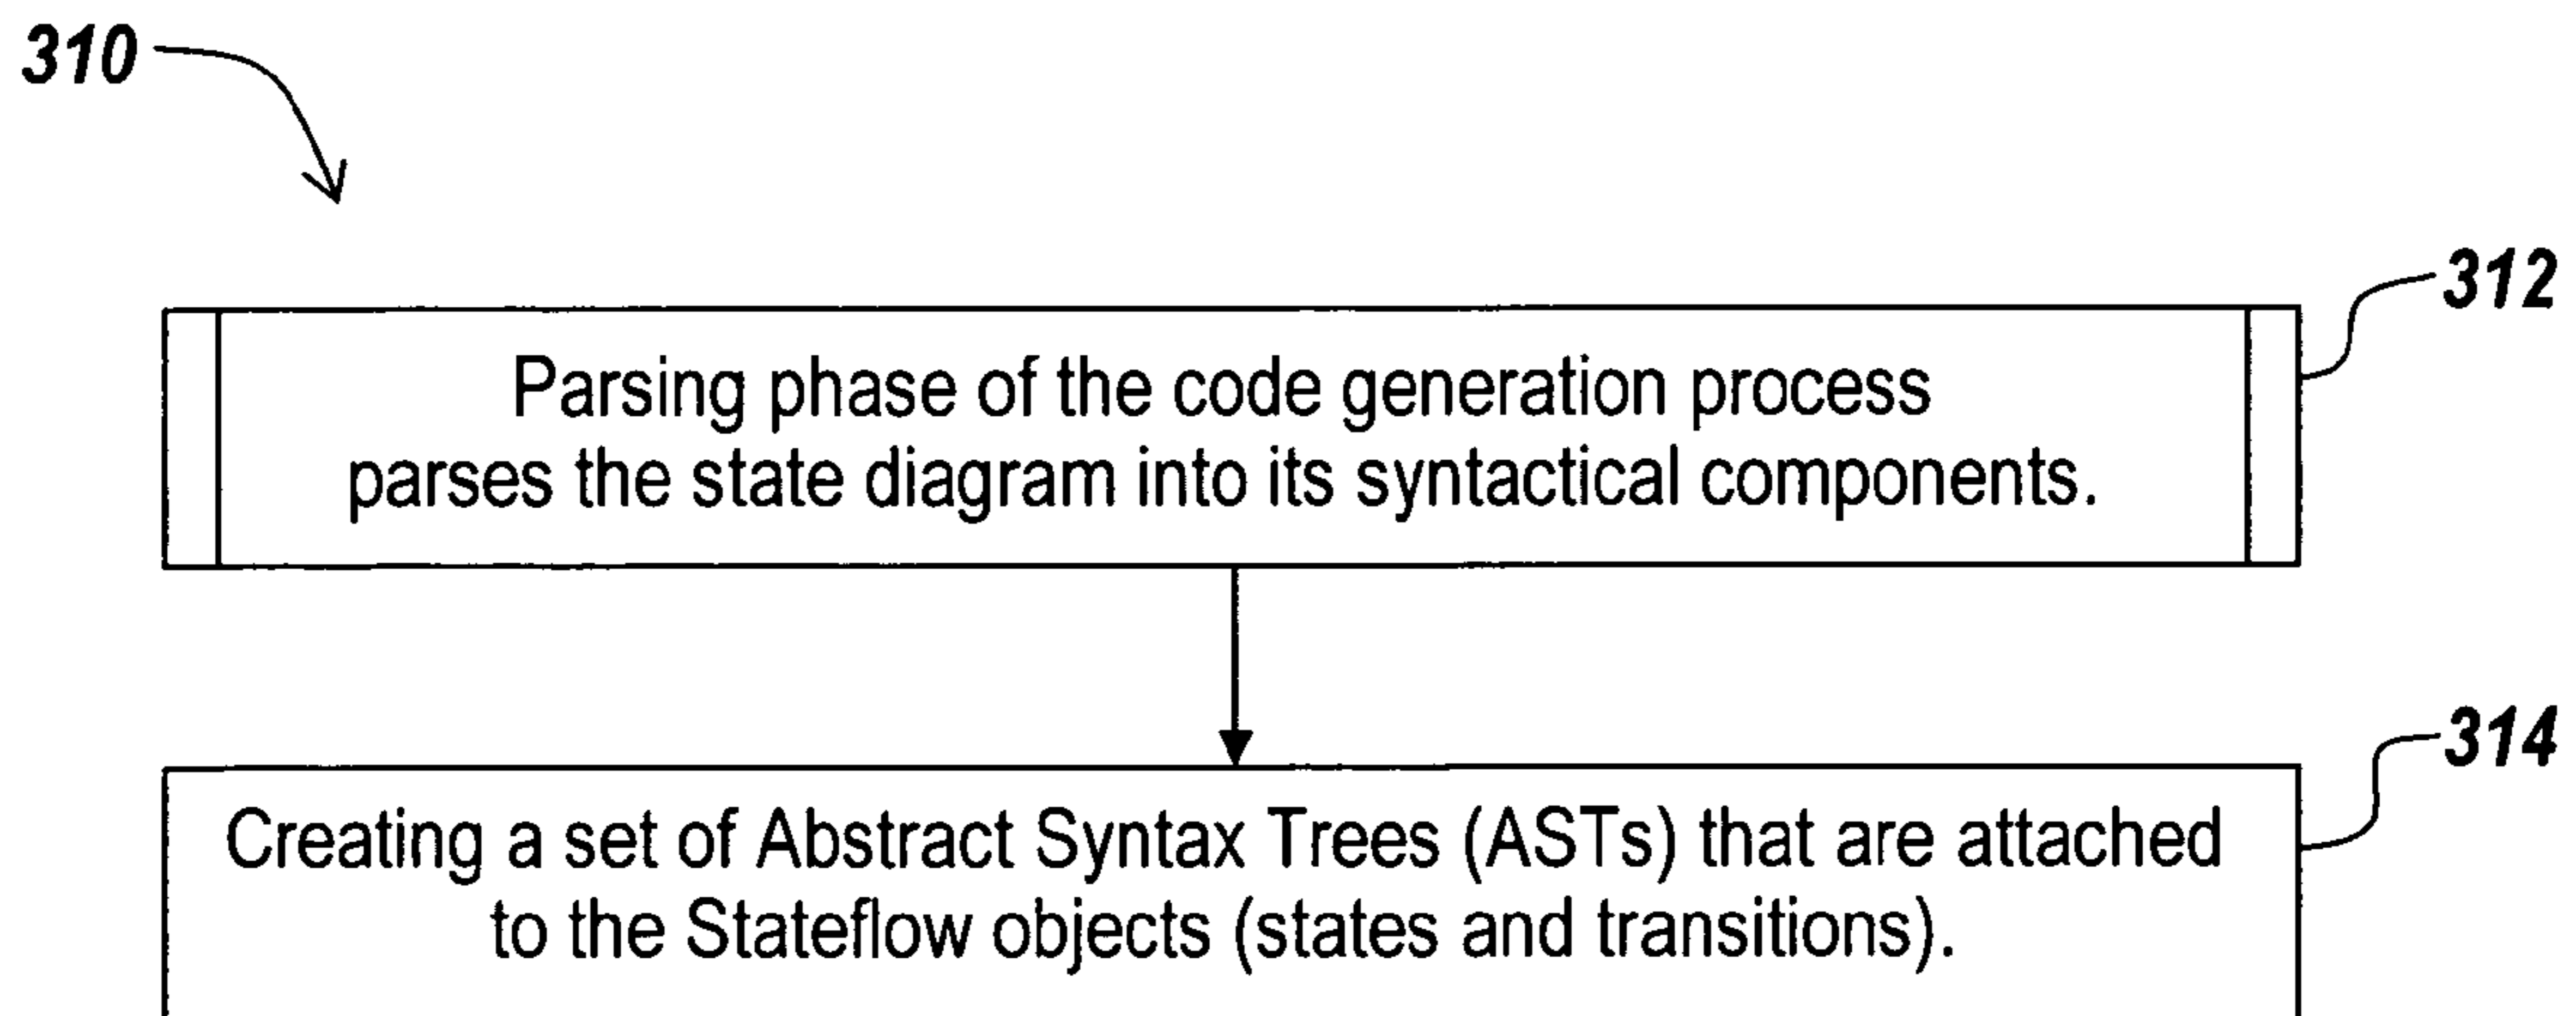 310
312
Parsing phase of the code generation process
parses the state diagram into its syntactical components.
314
Creating a set of Abstract Syntax Trees (ASTs) that are attached
to the Stateflow objects (states and transitions).